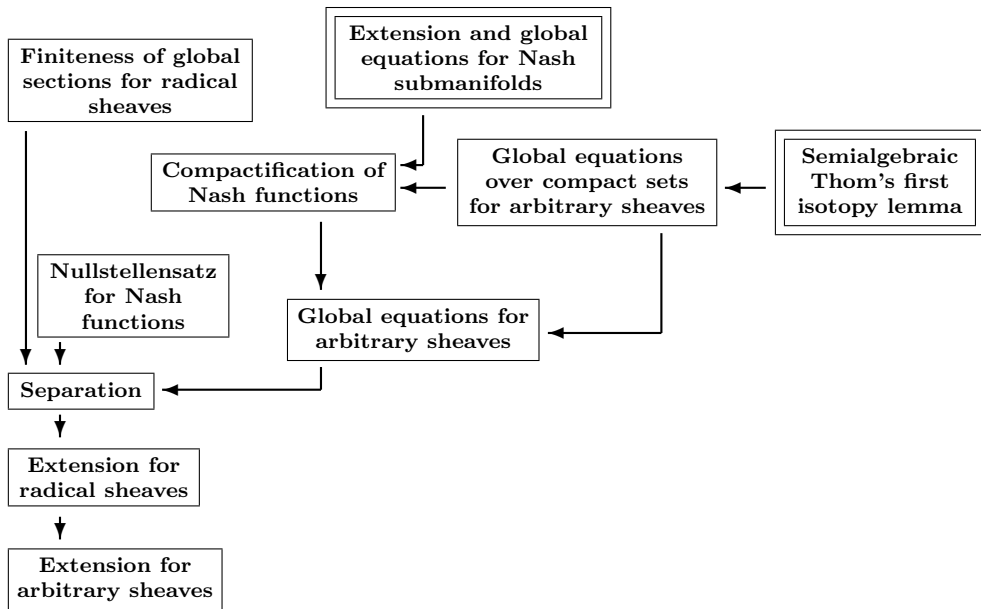 Extension and global
equations for Nash
submanifolds
Finiteness of global
sections for radical
sheaves
Compactification of
Nash functions
Global equations
over compact sets
for arbitrary sheaves
Semialgebraic
Thom's first
isotopy lemma
Nullstellensatz
for Nash
functions
Global equations for
arbitrary sheaves
Separation
Extension for
radical sheaves
Extension for
arbitrary sheaves